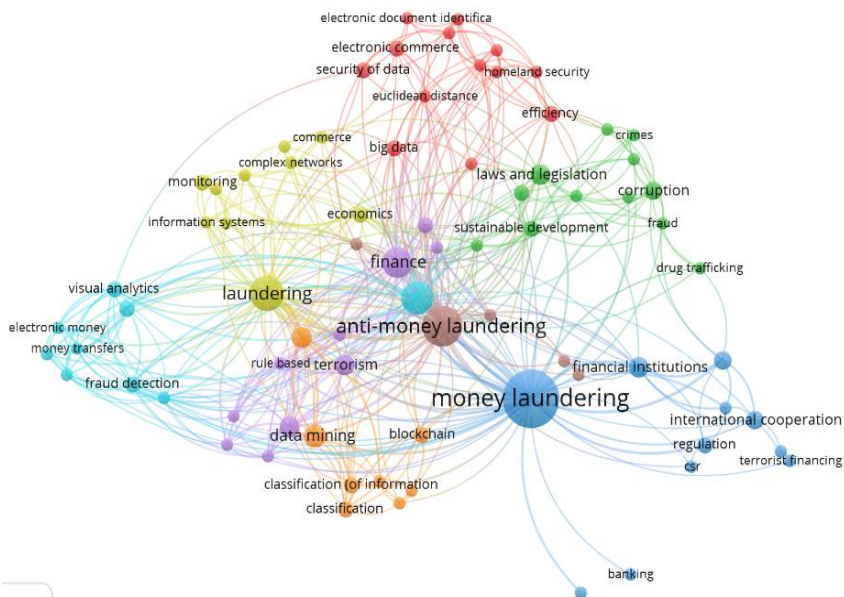 electronic document identifica
electronic commerce
security of data
homeland security
euclidean distance
efficiency
crimes
commerce
big data
complex networks
laws and legislation
monitoring
corruption
economics
information systems
sustainable development
fraud
finance
drug trafficking
visual analytics
laundering
electronic money
anti-money laundering
money transfers
rule based
terrorism
financial institutions
fraud detection
money laundering
international cooperation
data mining
blockchain
regulation
terrorist financing
csr
classification (of information
classification
banking